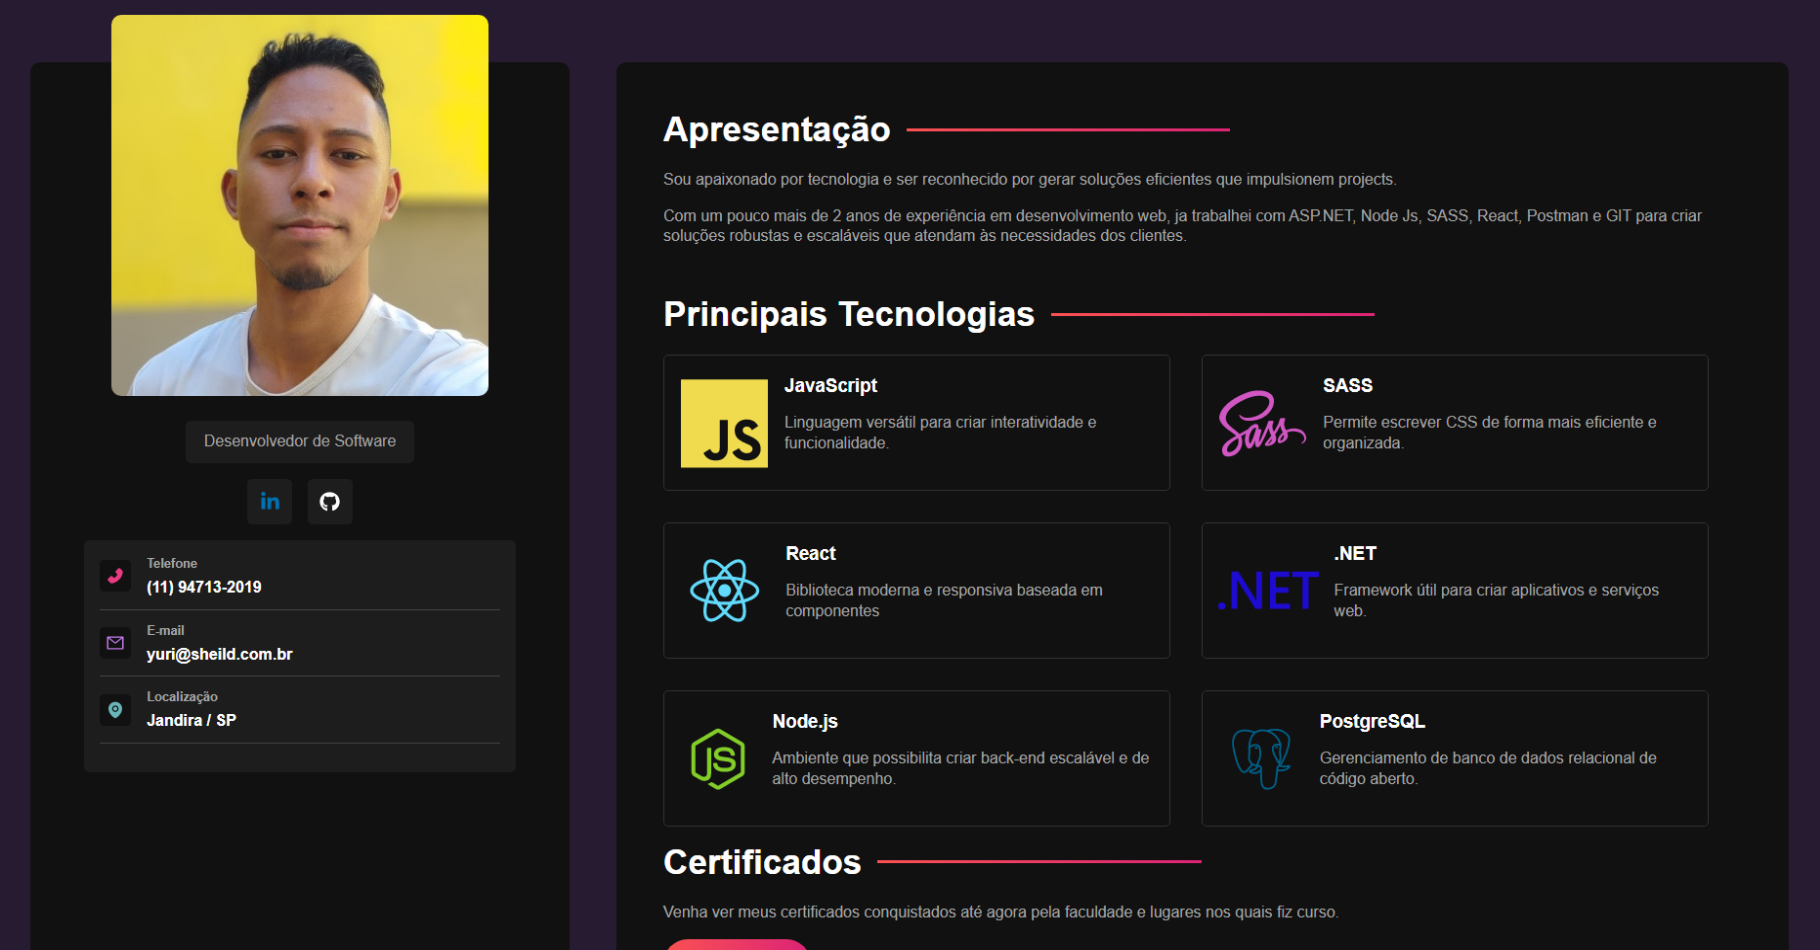 Desenvolvedor de Software
in
Telefone
(11) 94713-2019
E-mail
yuri@sheild.com.br
Localização
Jandira / SP
Apresentação
Sou apaixonado por tecnologia e ser reconhecido por gerar soluções eficientes que impulsionem projects.
Com um pouco mais de 2 anos de experiência em desenvolvimento web, ja trabalhei com ASP.NET, Node Js, SASS, React, Postman e GIT para criar
soluções robustas e escaláveis que atendam às necessidades dos clientes.
Principais Tecnologias
JS
JavaScript
Linguagem versátil para criar interatividade e
funcionalidade.
Sass
SASS
Permite escrever CSS de forma mais eficiente e
organizada.
React
Biblioteca moderna e responsiva baseada em
componentes
.NET
.NET
Framework útil para criar aplicativos e serviços
web.
JS
Node.js
Ambiente que possibilita criar back-end escalável e de
alto desempenho.
PostgreSQL
Gerenciamento de banco de dados relacional de
código aberto.
Certificados
Venha ver meus certificados conquistados até agora pela faculdade e lugares nos quais fiz curso.